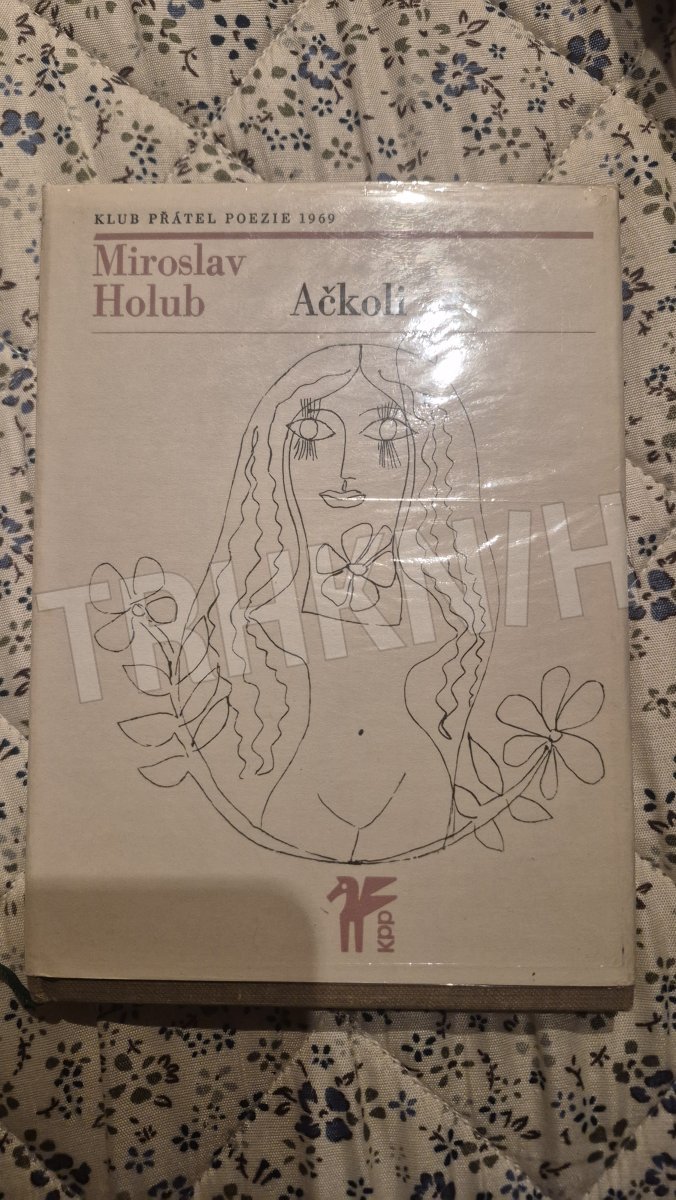 KLUB PŘÁTEL POEZIE 1969
Miroslav
Holub
Ačkoli
TRHKNIH
KPP